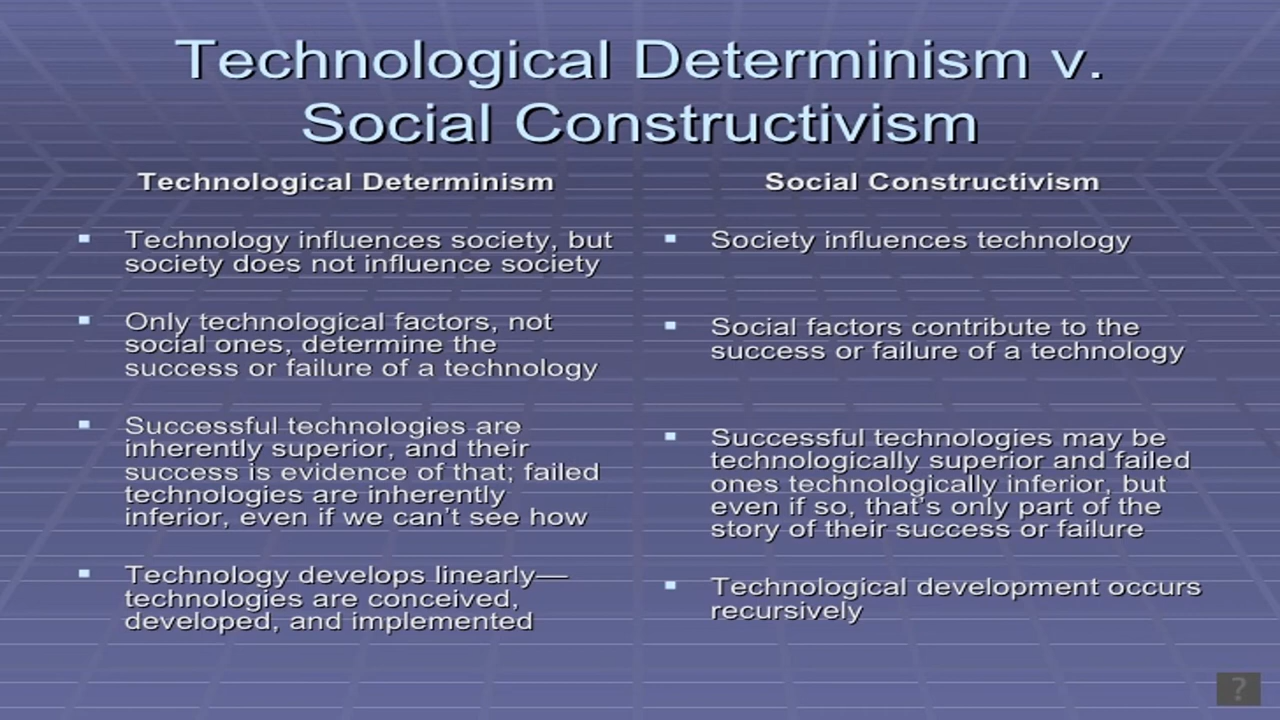 Technological Determinism v.
Social Constructivism
Technological Determinism
▪ Technology influences society, but
society does not influence society
▪ Only technological factors, not
social ones, determine the
success or failure of a technology
▪ Successful technologies are
inherently superior, and their
success is evidence of that; failed
technologies are inherently
inferior, even if we can't see how
▪ Technology develops linearly—
technologies are conceived,
developed, and implemented
Social Constructivism
▪ Society influences technology
▪ Social factors contribute to the
success or failure of a technology
▪ Successful technologies may be
technologically superior and failed
ones technologically inferior, but
even if so, that's only part of the
story of their success or failure
▪ Technological development occurs
recursively
?